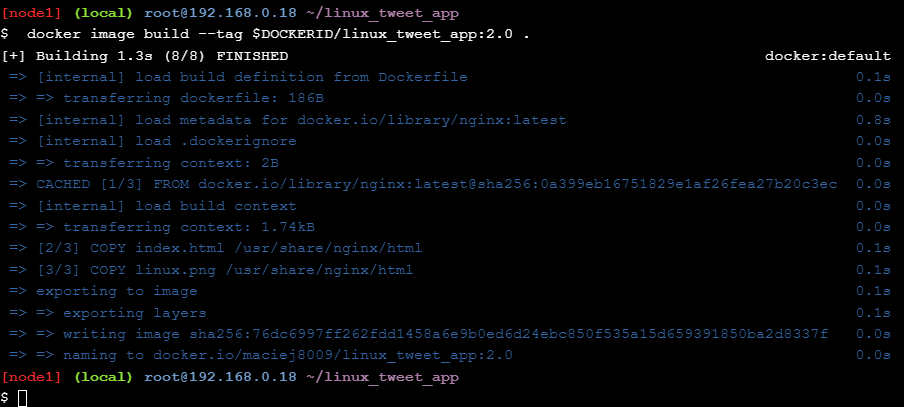 [node1] (local) root@192.168.0.18 ~/linux_tweet_app
$  docker image build --tag $DOCKERID/linux_tweet_app:2.0 .
[+] Building 1.3s (8/8) FINISHED docker:default
=> [internal] load build definition from Dockerfile 0.1s
=> => transferring dockerfile: 186B 0.0s
=> [internal] load metadata for docker.io/library/nginx:latest 0.8s
=> [internal] load .dockerignore 0.0s
=> => transferring context: 2B 0.0s
=> CACHED [1/3] FROM docker.io/library/nginx:latest@sha256:0a399eb16751829e1af26fea27b20c3ec 0.0s
=> [internal] load build context 0.0s
=> => transferring context: 1.74kB 0.0s
=> [2/3] COPY index.html /usr/share/nginx/html 0.1s
=> [3/3] COPY linux.png /usr/share/nginx/html 0.1s
=> exporting to image 0.1s
=> => exporting layers 0.1s
=> => writing image sha256:76dc6997ff262fdd1458a6e9b0ed6d24ebc850f535a15d659391850ba2d8337f 0.0s
=> => naming to docker.io/maciej8009/linux_tweet_app:2.0 0.0s
[node1] (local) root@192.168.0.18 ~/linux_tweet_app
$